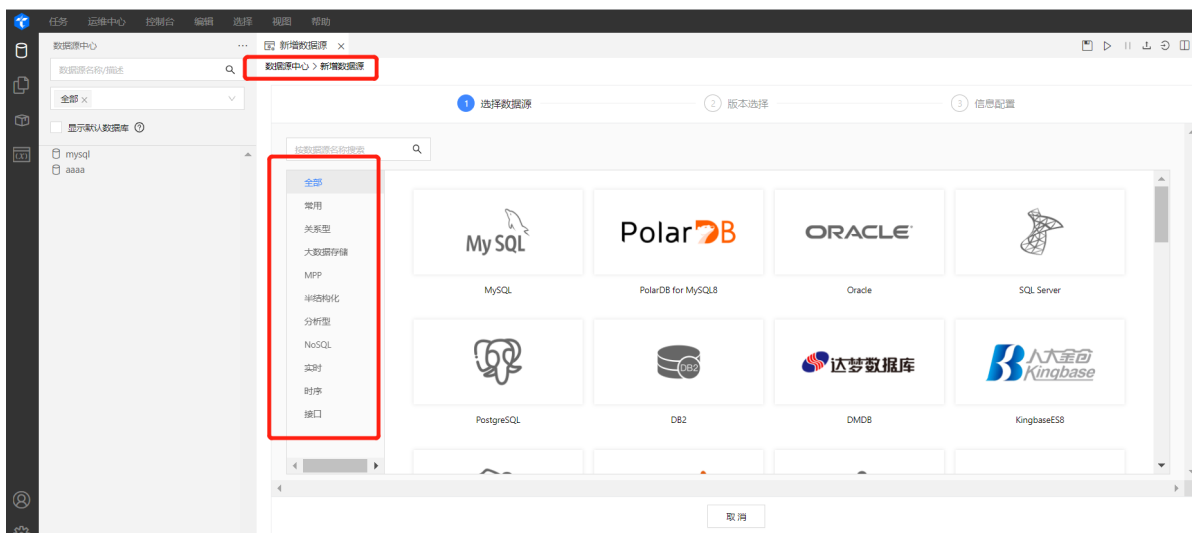 任务 运维中心 控制台 编辑 选择 视图 帮助
数据源中心 ···
新增数据源 ×
数据源名称/描述
数据源中心 > 新增数据源
全部 ×
1 选择数据源
2 版本选择
3 信息配置
显示默认数据库
mysql
aaaa
按数据源名称搜索
全部
常用
关系型
大数据存储
MPP
半结构化
分析型
NoSQL
实时
时序
接口
My SQL
PolarDB
ORACLE
MySQL
PolarDB for MySQL8
Oracle
SQL Server
DB2
达梦数据库
人大金仓
Kingbase
PostgreSQL
DB2
DMDB
KingbaseES8
取消